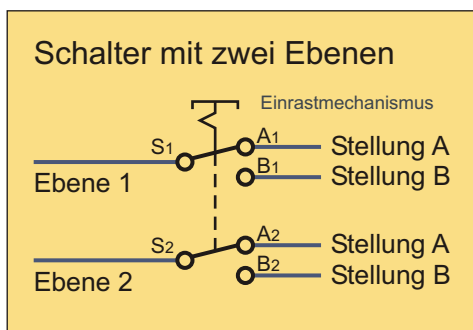 Schalter mit zwei Ebenen
Einrastmechanismus
S1
A1
Stellung A
B1
Stellung B
Ebene 1
S2
A2
Stellung A
B2
Stellung B
Ebene 2